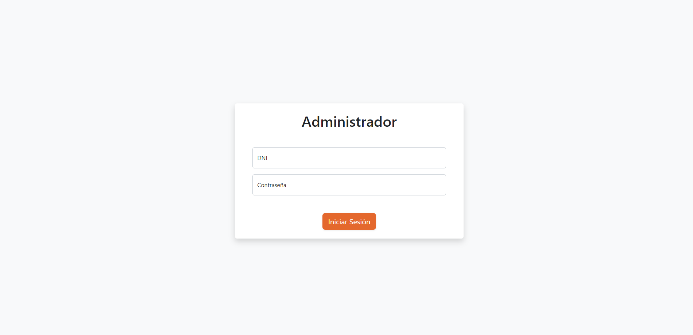 Administrador
DNI
Contraseña
Iniciar Sesión